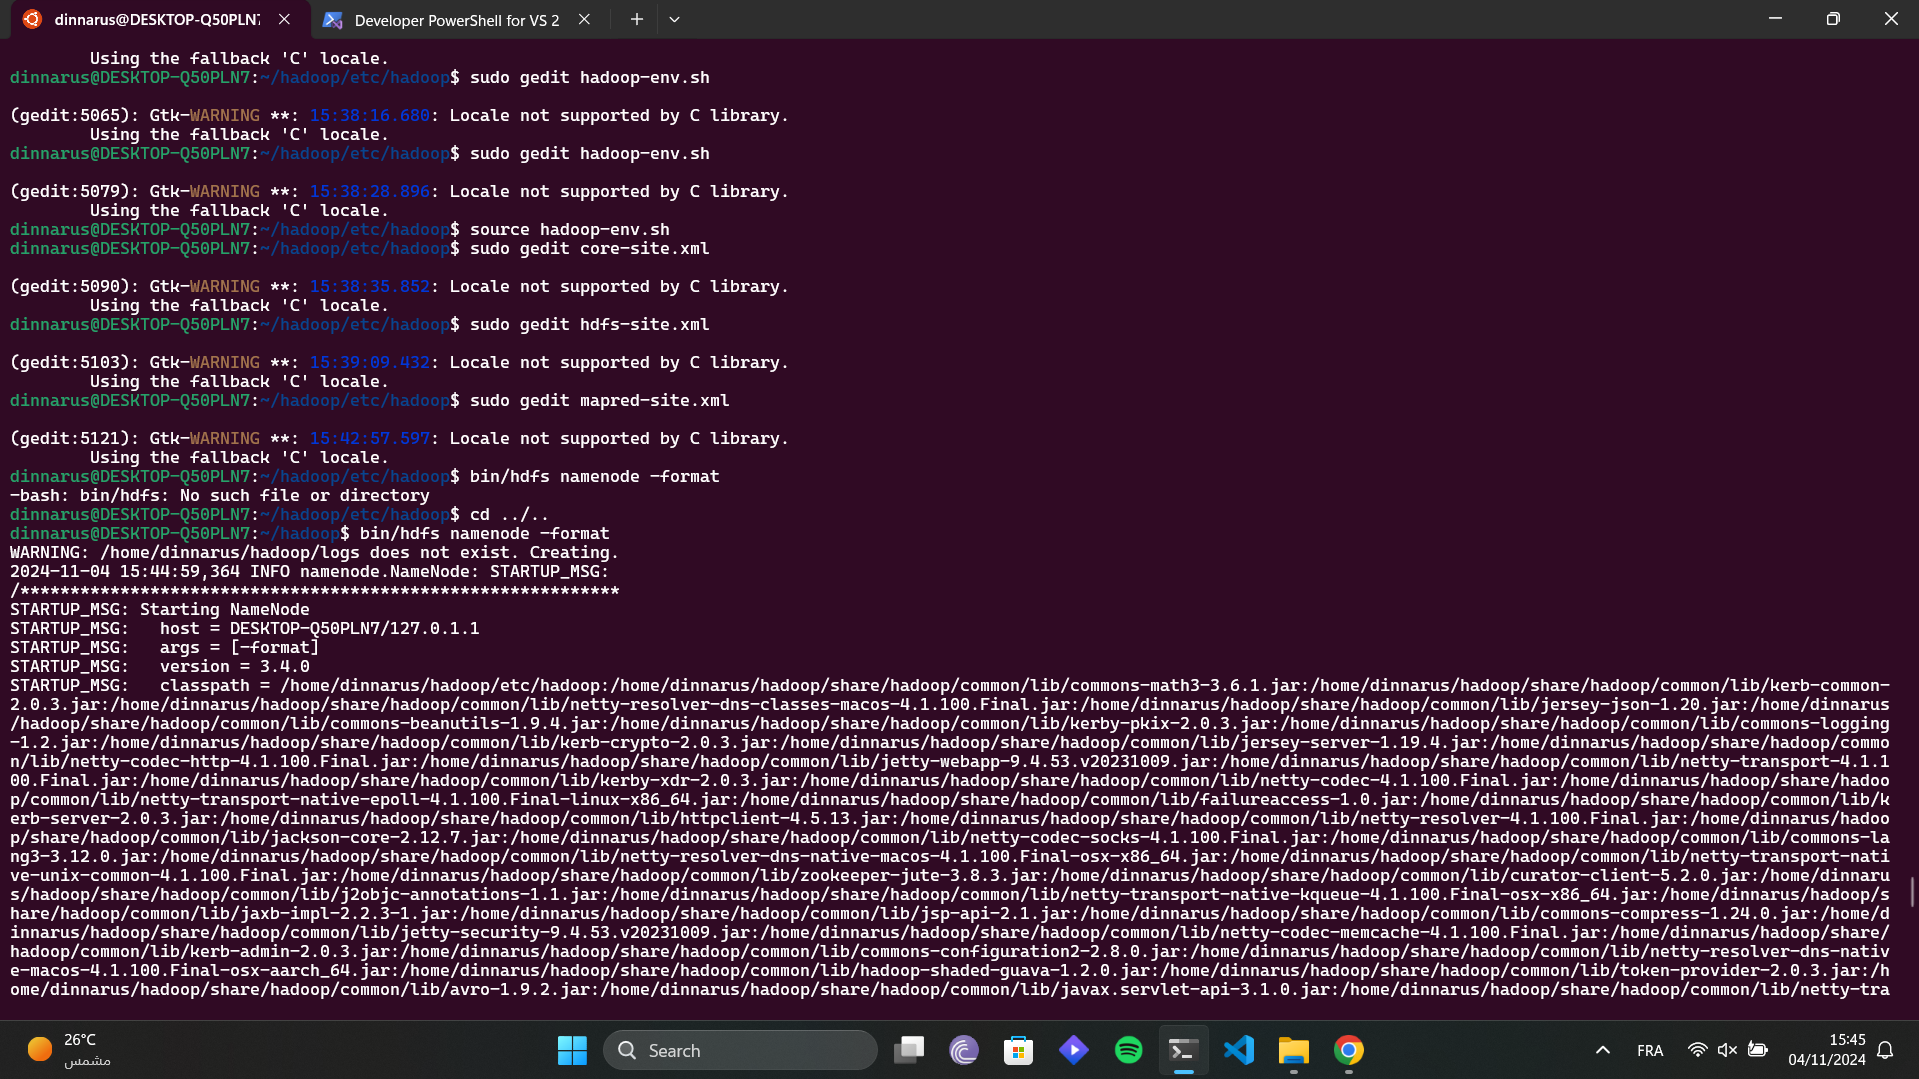 dinnarus@DESKTOP-Q50PLN7
Developer PowerShell for VS 2
Using the fallback 'C' locale.
dinnarus@DESKTOP-Q50PLN7:~/hadoop/etc/hadoop$ sudo gedit hadoop-env.sh
(gedit:5065): Gtk-WARNING **: 15:38:16.680: Locale not supported by C library.
Using the fallback 'C' locale.
dinnarus@DESKTOP-Q50PLN7:~/hadoop/etc/hadoop$ sudo gedit hadoop-env.sh
(gedit:5079): Gtk-WARNING **: 15:38:28.896: Locale not supported by C library.
Using the fallback 'C' locale.
dinnarus@DESKTOP-Q50PLN7:~/hadoop/etc/hadoop$ source hadoop-env.sh
dinnarus@DESKTOP-Q50PLN7:~/hadoop/etc/hadoop$ sudo gedit core-site.xml
(gedit:5090): Gtk-WARNING **: 15:38:35.852: Locale not supported by C library.
Using the fallback 'C' locale.
dinnarus@DESKTOP-Q50PLN7:~/hadoop/etc/hadoop$ sudo gedit hdfs-site.xml
(gedit:5103): Gtk-WARNING **: 15:39:09.432: Locale not supported by C library.
Using the fallback 'C' locale.
dinnarus@DESKTOP-Q50PLN7:~/hadoop/etc/hadoop$ sudo gedit mapred-site.xml
(gedit:5121): Gtk-WARNING **: 15:42:57.597: Locale not supported by C library.
Using the fallback 'C' locale.
dinnarus@DESKTOP-Q50PLN7:~/hadoop/etc/hadoop$ bin/hdfs namenode -format
-bash: bin/hdfs: No such file or directory
dinnarus@DESKTOP-Q50PLN7:~/hadoop/etc/hadoop$ cd ../..
dinnarus@DESKTOP-Q50PLN7:~/hadoop$ bin/hdfs namenode -format
WARNING: /home/dinnarus/hadoop/logs does not exist. Creating.
2024-11-04 15:44:59,364 INFO namenode.NameNode: STARTUP_MSG:
/************************************************************
STARTUP_MSG: Starting NameNode
STARTUP_MSG:   host = DESKTOP-Q50PLN7/127.0.1.1
STARTUP_MSG:   args = [-format]
STARTUP_MSG:   version = 3.4.0
STARTUP_MSG:   classpath = /home/dinnarus/hadoop/etc/hadoop:/home/dinnarus/hadoop/share/hadoop/common/lib/commons-math3-3.6.1.jar:/home/dinnarus/hadoop/share/hadoop/common/lib/kerb-common-
2.0.3.jar:/home/dinnarus/hadoop/share/hadoop/common/lib/netty-resolver-dns-classes-macos-4.1.100.Final.jar:/home/dinnarus/hadoop/share/hadoop/common/lib/jersey-json-1.20.jar:/home/dinnarus
/hadoop/share/hadoop/common/lib/commons-beanutils-1.9.4.jar:/home/dinnarus/hadoop/share/hadoop/common/lib/kerby-pkix-2.0.3.jar:/home/dinnarus/hadoop/share/hadoop/common/lib/commons-logging
-1.2.jar:/home/dinnarus/hadoop/share/hadoop/common/lib/kerb-crypto-2.0.3.jar:/home/dinnarus/hadoop/share/hadoop/common/lib/jersey-server-1.19.4.jar:/home/dinnarus/hadoop/share/hadoop/commo
n/lib/netty-codec-http-4.1.100.Final.jar:/home/dinnarus/hadoop/share/hadoop/common/lib/jetty-webapp-9.4.53.v20231009.jar:/home/dinnarus/hadoop/share/hadoop/common/lib/netty-transport-4.1.1
00.Final.jar:/home/dinnarus/hadoop/share/hadoop/common/lib/kerby-xdr-2.0.3.jar:/home/dinnarus/hadoop/share/hadoop/common/lib/netty-codec-4.1.100.Final.jar:/home/dinnarus/hadoop/share/hadoo
p/common/lib/netty-transport-native-epoll-4.1.100.Final-linux-x86_64.jar:/home/dinnarus/hadoop/share/hadoop/common/lib/failureaccess-1.0.jar:/home/dinnarus/hadoop/share/hadoop/common/lib/k
erb-server-2.0.3.jar:/home/dinnarus/hadoop/share/hadoop/common/lib/httpclient-4.5.13.jar:/home/dinnarus/hadoop/share/hadoop/common/lib/netty-resolver-4.1.100.Final.jar:/home/dinnarus/hadoo
p/share/hadoop/common/lib/jackson-core-2.12.7.jar:/home/dinnarus/hadoop/share/hadoop/common/lib/netty-codec-socks-4.1.100.Final.jar:/home/dinnarus/hadoop/share/hadoop/common/lib/commons-la
ng3-3.12.0.jar:/home/dinnarus/hadoop/share/hadoop/common/lib/netty-resolver-dns-native-macos-4.1.100.Final-osx-x86_64.jar:/home/dinnarus/hadoop/share/hadoop/common/lib/netty-transport-nati
ve-unix-common-4.1.100.Final.jar:/home/dinnarus/hadoop/share/hadoop/common/lib/zookeeper-jute-3.8.3.jar:/home/dinnarus/hadoop/share/hadoop/common/lib/curator-client-5.2.0.jar:/home/dinnaru
s/hadoop/share/hadoop/common/lib/j2objc-annotations-1.1.jar:/home/dinnarus/hadoop/share/hadoop/common/lib/netty-transport-native-kqueue-4.1.100.Final-osx-x86_64.jar:/home/dinnarus/hadoop/s
hare/hadoop/common/lib/jaxb-impl-2.2.3-1.jar:/home/dinnarus/hadoop/share/hadoop/common/lib/jsp-api-2.1.jar:/home/dinnarus/hadoop/share/hadoop/common/lib/commons-compress-1.24.0.jar:/home/d
innarus/hadoop/share/hadoop/common/lib/jetty-security-9.4.53.v20231009.jar:/home/dinnarus/hadoop/share/hadoop/common/lib/netty-codec-memcache-4.1.100.Final.jar:/home/dinnarus/hadoop/share/
hadoop/common/lib/kerb-admin-2.0.3.jar:/home/dinnarus/hadoop/share/hadoop/common/lib/commons-configuration2-2.8.0.jar:/home/dinnarus/hadoop/share/hadoop/common/lib/netty-resolver-dns-nativ
e-macos-4.1.100.Final-osx-aarch_64.jar:/home/dinnarus/hadoop/share/hadoop/common/lib/hadoop-shaded-guava-1.2.0.jar:/home/dinnarus/hadoop/share/hadoop/common/lib/token-provider-2.0.3.jar:/h
ome/dinnarus/hadoop/share/hadoop/common/lib/avro-1.9.2.jar:/home/dinnarus/hadoop/share/hadoop/common/lib/javax.servlet-api-3.1.0.jar:/home/dinnarus/hadoop/share/hadoop/common/lib/netty-tra
26°C
مشمس
Search
FRA
15:45
04/11/2024